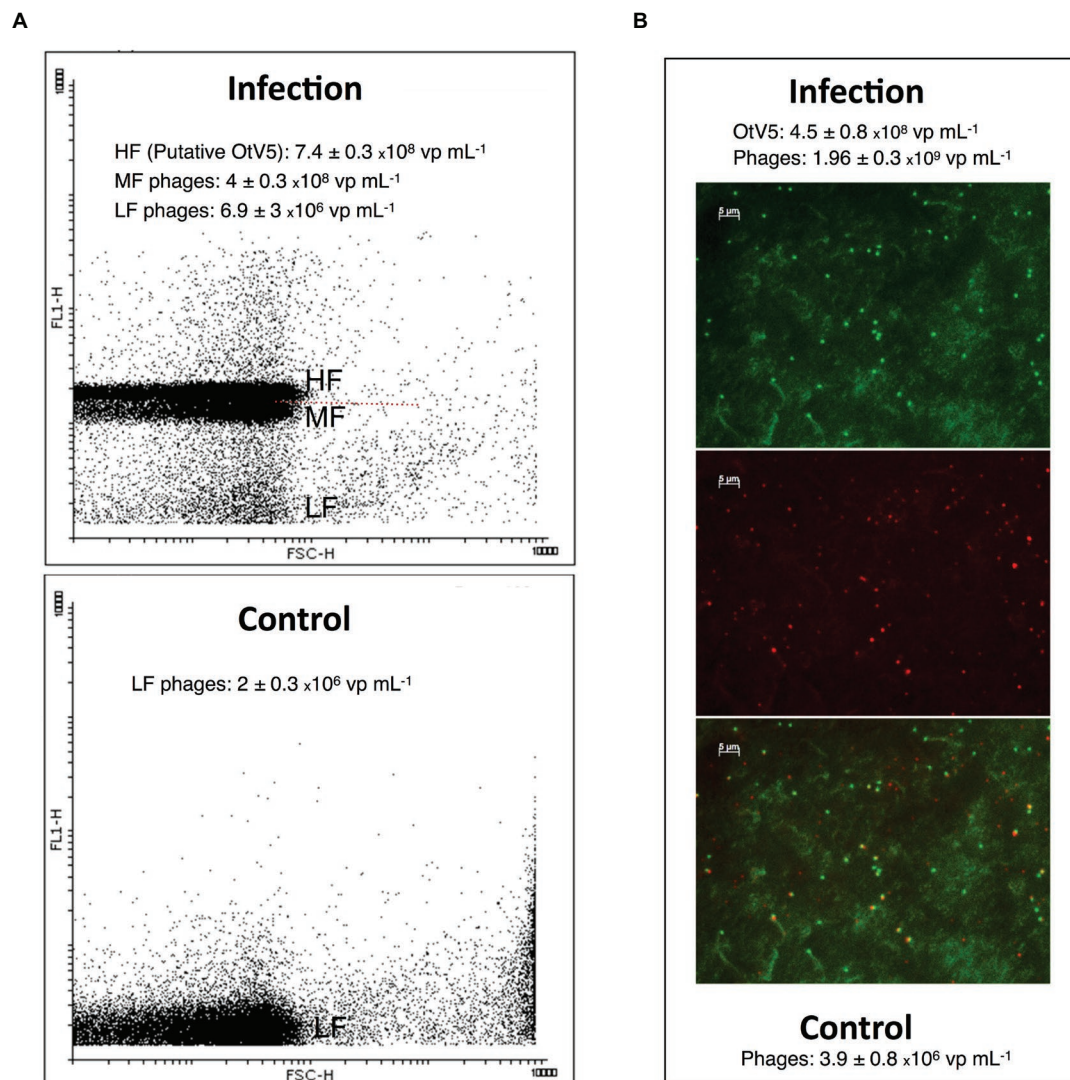 A
Infection
HF (Putative OtV5): 7.4 ± 0.3 x10⁸ vp mL⁻¹
MF phages: 4 ± 0.3 x10⁸ vp mL⁻¹
LF phages: 6.9 ± 3 x10⁶ vp mL⁻¹
FL1-H
HF
MF
LF
FSC-H
Control
LF phages: 2 ± 0.3 x10⁶ vp mL⁻¹
FL1-H
LF
FSC-H
B
Infection
OtV5: 4.5 ± 0.8 x10⁸ vp mL⁻¹
Phages: 1.96 ± 0.3 x10⁹ vp mL⁻¹
5 µm
5 µm
5 µm
Control
Phages: 3.9 ± 0.8 x10⁶ vp mL⁻¹